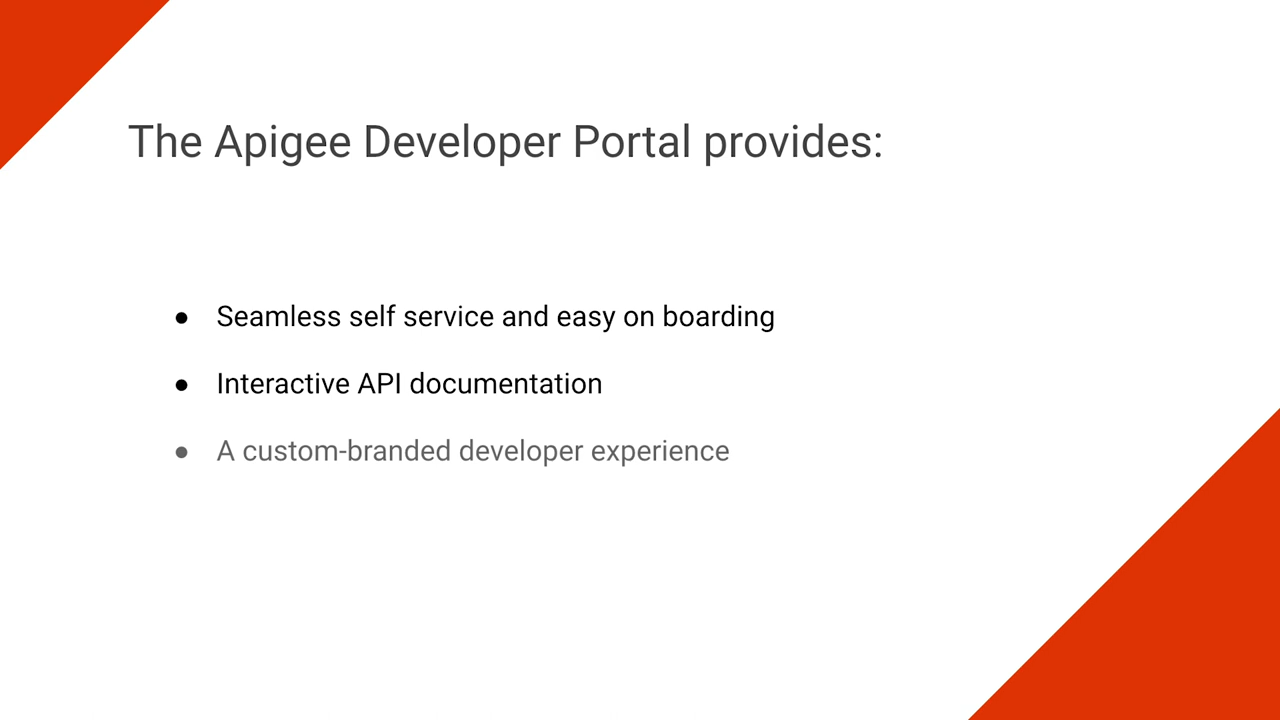 The Apigee Developer Portal provides:
● Seamless self service and easy on boarding
● Interactive API documentation
● A custom-branded developer experience